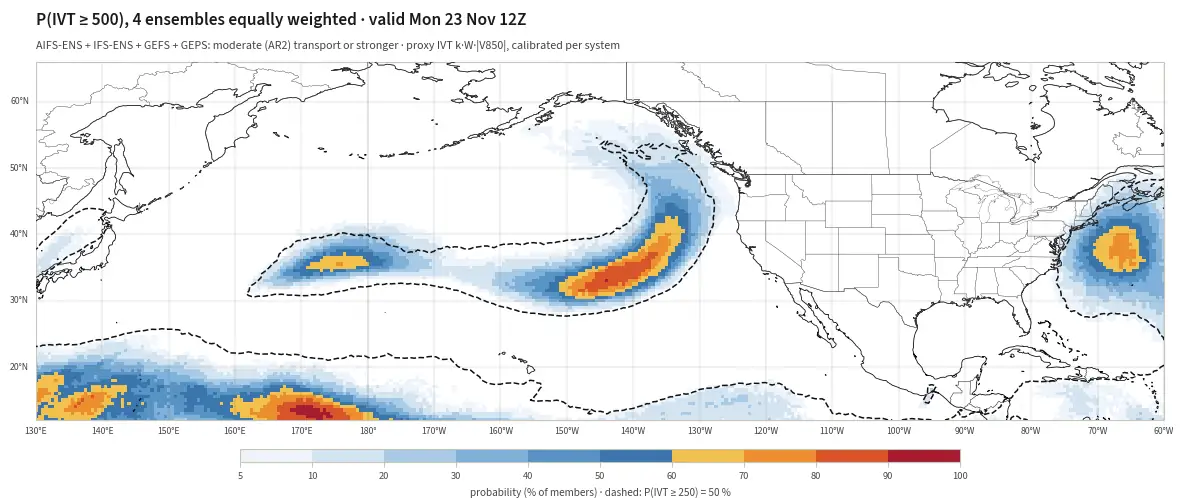 P(IVT ≥ 500), 4 ensembles equally weighted · valid Mon 23 Nov 12Z
AIFS-ENS + IFS-ENS + GEFS + GEPS: moderate (AR2) transport or stronger · proxy IVT k·W·|V850|, calibrated per system
60°N
50°N
40°N
30°N
20°N
130°E 140°E 150°E 160°E 170°E 180° 170°W 160°W 150°W 140°W 130°W 120°W 110°W 100°W 90°W 80°W 70°W 60°W
5 10 20 30 40 50 60 70 80 90 100
probability (% of members) · dashed: P(IVT ≥ 250) = 50 %